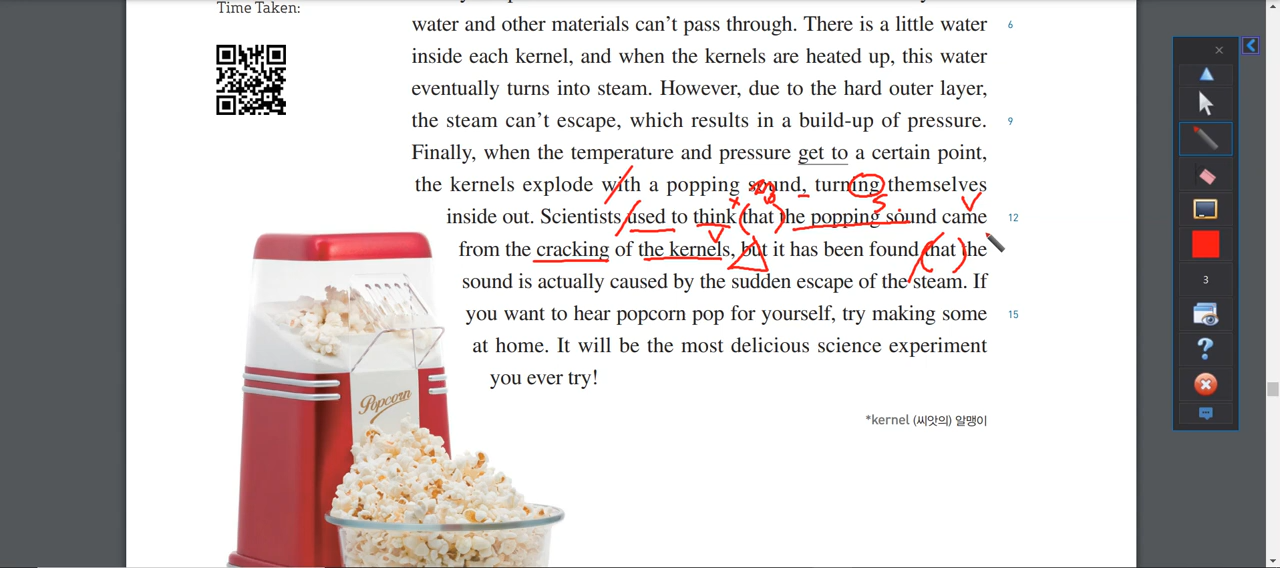 Time Taken:
water and other materials can’t pass through. There is a little water
6
inside each kernel, and when the kernels are heated up, this water
eventually turns into steam. However, due to the hard outer layer,
the steam can’t escape, which results in a build-up of pressure.
9
Finally, when the temperature and pressure get to a certain point,
the kernels explode with a popping sound, turning themselves
inside out. Scientists used to think that the popping sound came
12
from the cracking of the kernels, but it has been found that the
sound is actually caused by the sudden escape of the steam. If
you want to hear popcorn pop for yourself, try making some
15
at home. It will be the most delicious science experiment
you ever try!
*kernel (씨앗의) 알맹이
Popcorn
3